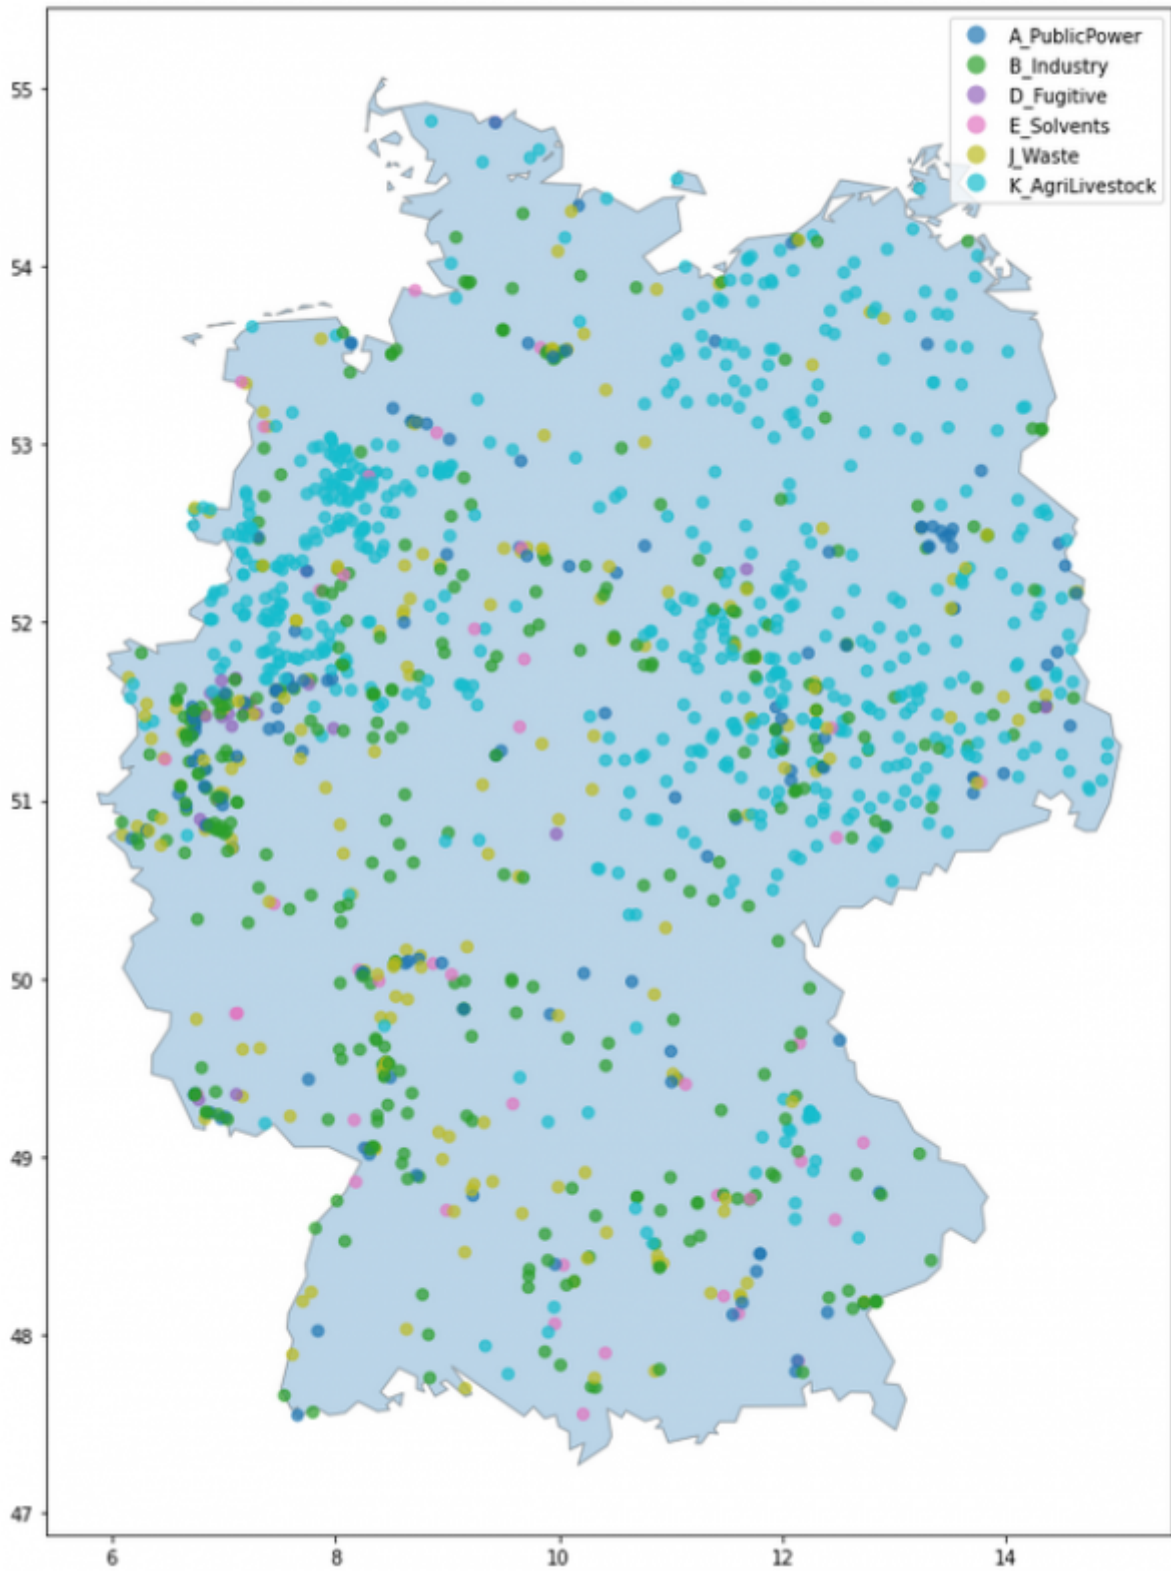 A_PublicPower
B_Industry
D_Fugitive
E_Solvents
J_Waste
K_AgriLivestock
55
54
53
52
51
50
49
48
47
6 8 10 12 14